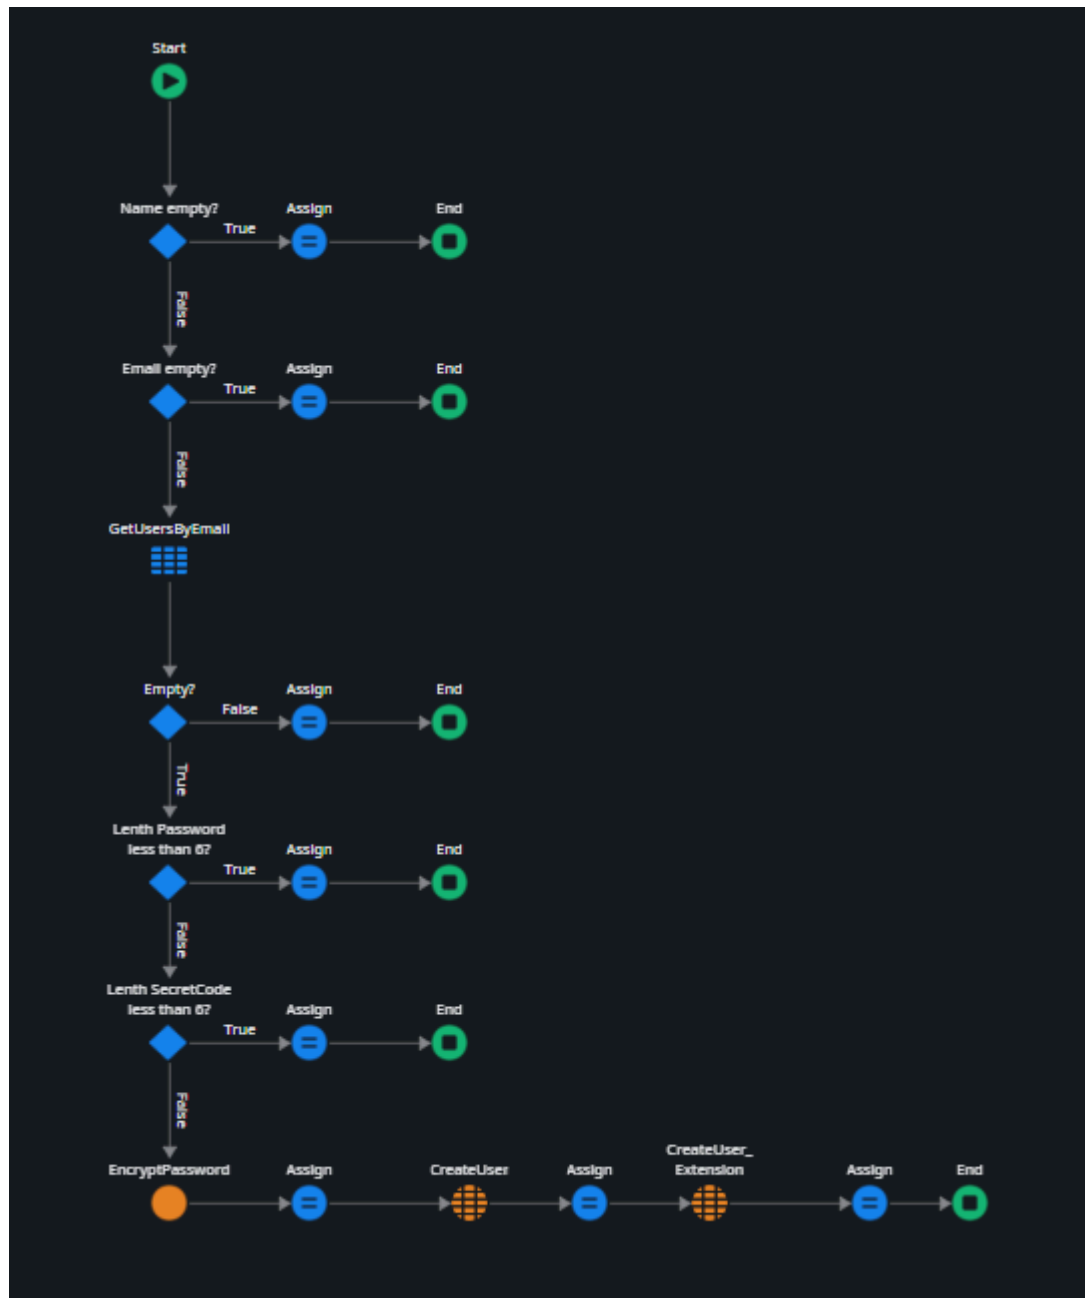 Start
Name empty?
True
Assign
End
False
Email empty?
True
Assign
End
False
GetUsersByEmail
Empty?
False
Assign
End
True
Lenth Password
less than 6?
True
Assign
End
False
Lenth SecretCode
less than 6?
True
Assign
End
False
EncryptPassword
Assign
CreateUser
Assign
CreateUser_
Extension
Assign
End